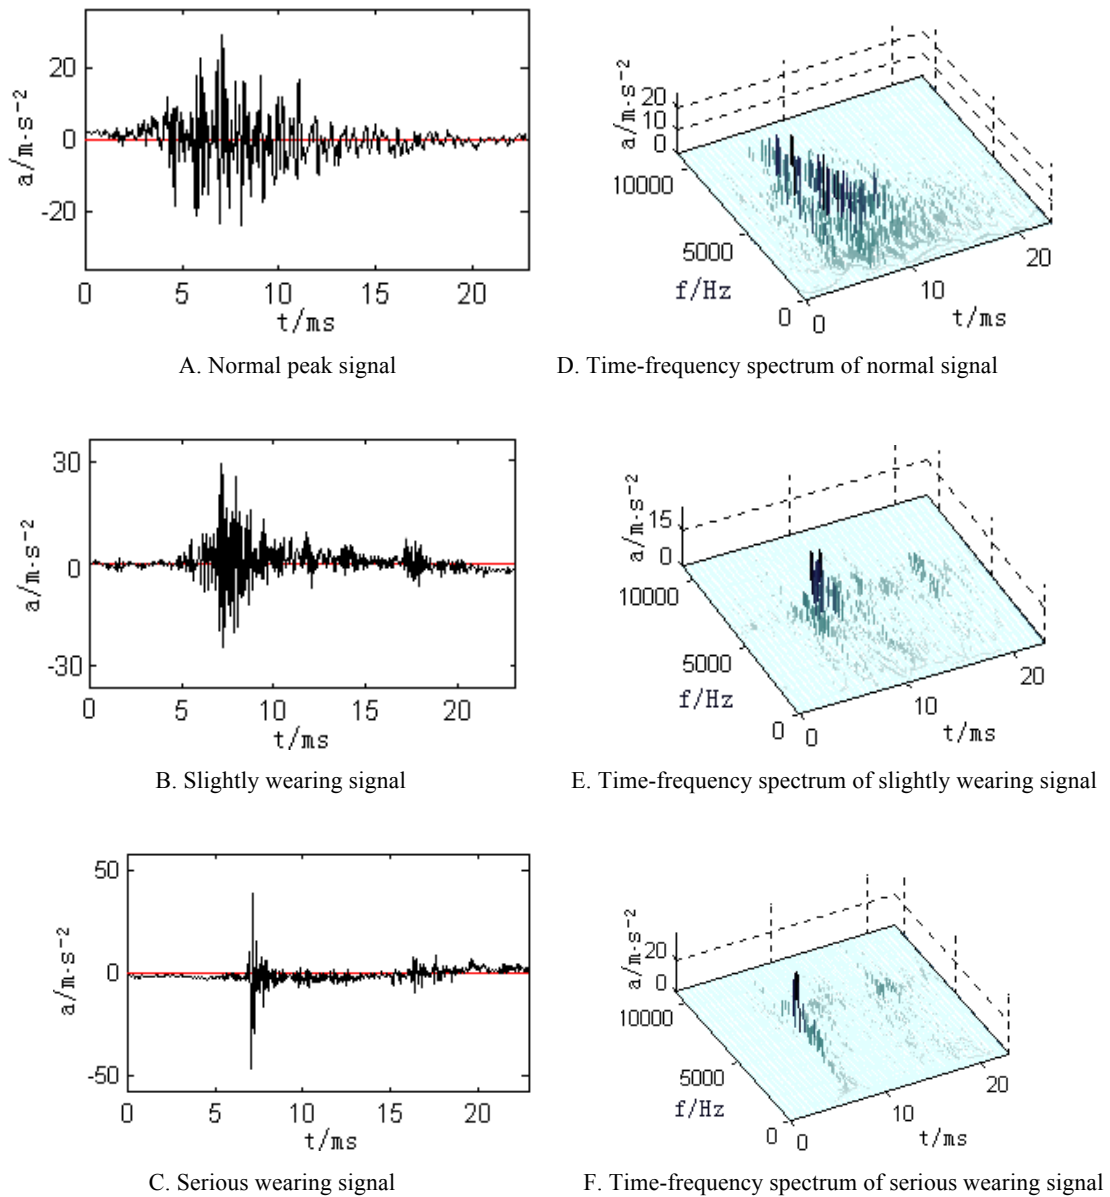 a/m·s⁻²
20
0
-20
0 5 10 15 20
t/ms
A. Normal peak signal
a/m·s⁻²
20
10
0
10000
5000
f/Hz
0
0
10
20
t/ms
D. Time-frequency spectrum of normal signal
a/m·s⁻²
30
0
-30
0 5 10 15 20
t/ms
B. Slightly wearing signal
a/m·s⁻²
15
0
10000
5000
f/Hz
0
0
10
20
t/ms
E. Time-frequency spectrum of slightly wearing signal
a/m·s⁻²
50
0
-50
0 5 10 15 20
t/ms
C. Serious wearing signal
a/m·s⁻²
20
0
10000
5000
f/Hz
0
0
10
20
t/ms
F. Time-frequency spectrum of serious wearing signal